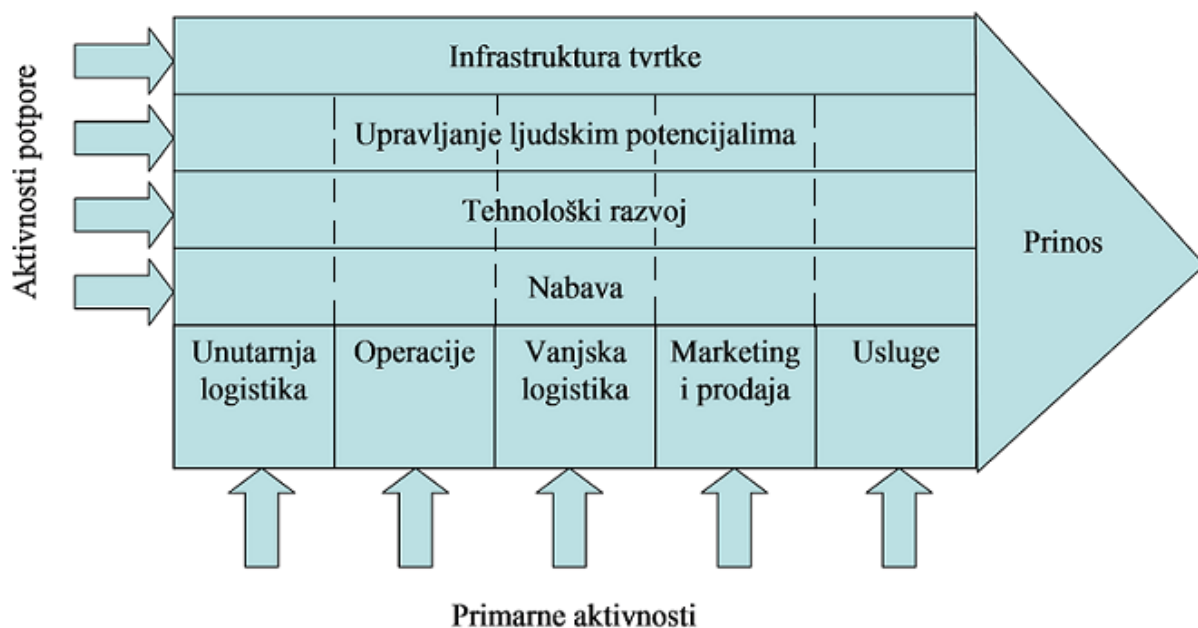 Aktivnosti potpore
Infrastruktura tvrtke
Upravljanje ljudskim potencijalima
Tehnološki razvoj
Nabava
Prinos
Unutarnja
logistika
Operacije
Vanjska
logistika
Marketing
i prodaja
Usluge
Primarne aktivnosti